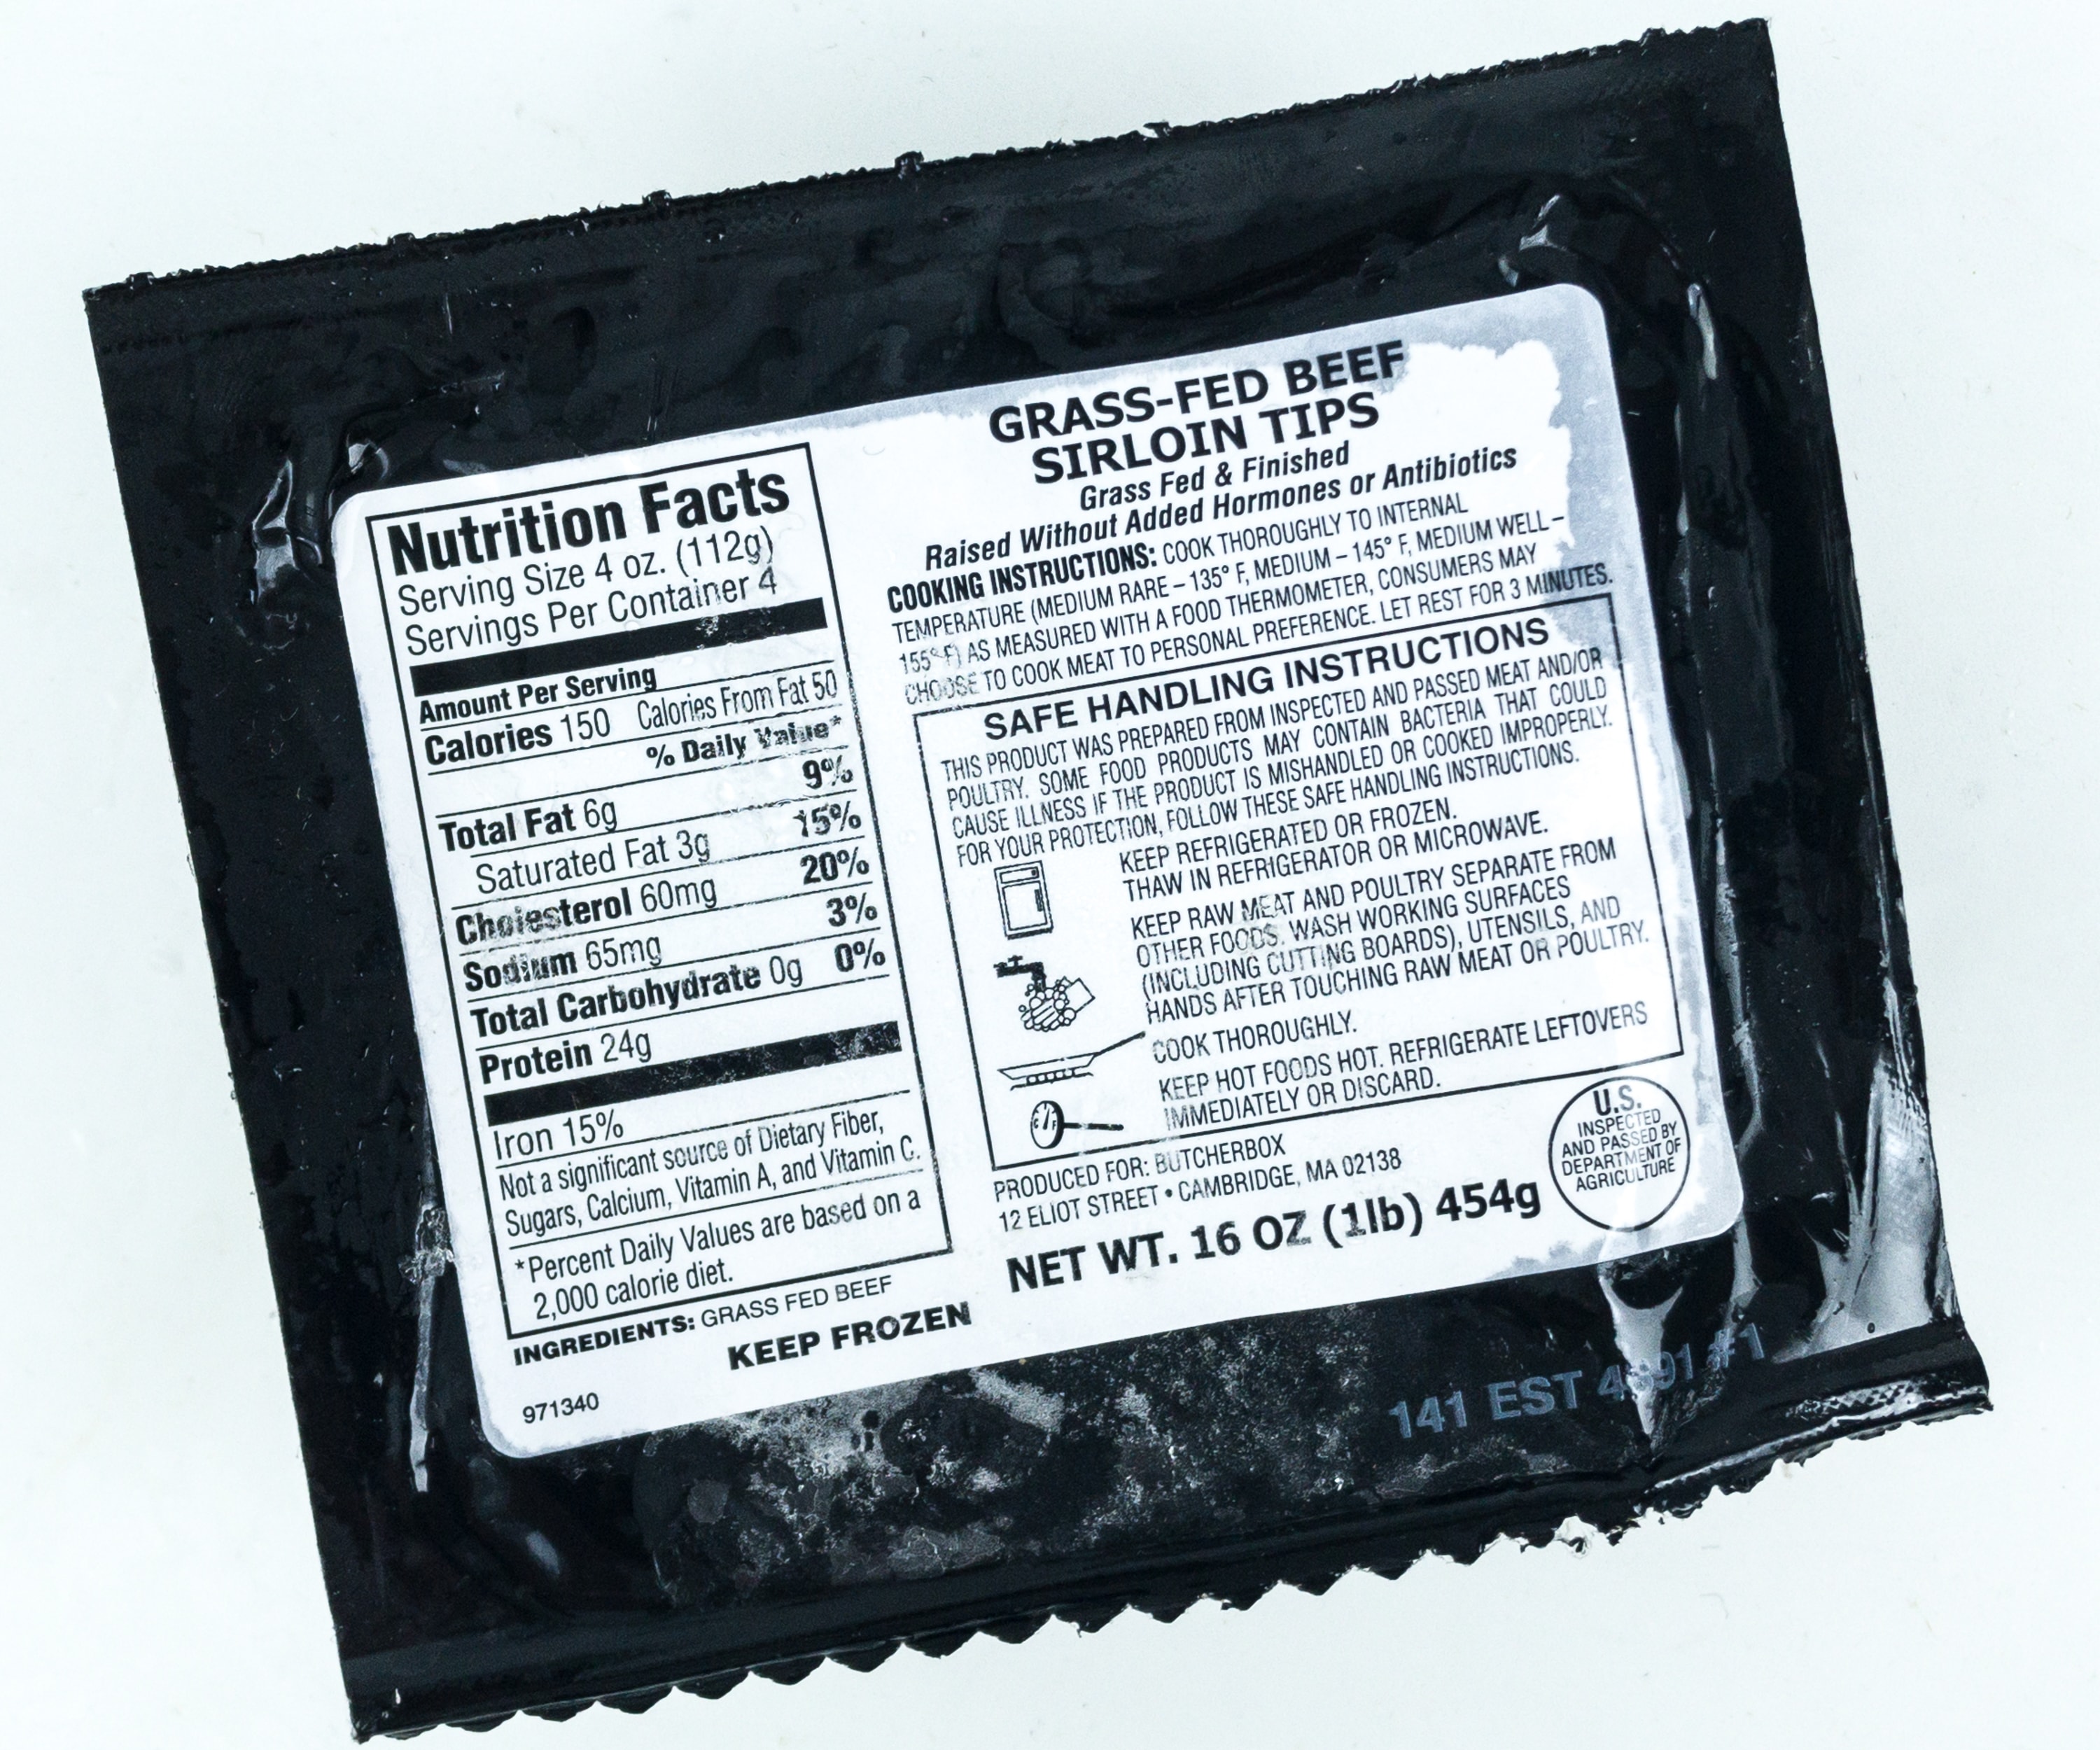 Nutrition Facts
Serving Size 4 oz. (112g)
Servings Per Container 4
Amount Per Serving
Calories 150 Calories From Fat 50
% Daily Value*
Total Fat 6g 9%
Saturated Fat 3g 15%
Cholesterol 60mg 20%
Sodium 65mg 3%
Total Carbohydrate 0g 0%
Protein 24g
Iron 15%
Not a significant source of Dietary Fiber,
Sugars, Calcium, Vitamin A, and Vitamin C.
*Percent Daily Values are based on a
2,000 calorie diet.
INGREDIENTS: GRASS FED BEEF
KEEP FROZEN
971340
GRASS-FED BEEF
SIRLOIN TIPS
Grass Fed & Finished
Raised Without Added Hormones or Antibiotics
COOKING INSTRUCTIONS: COOK THOROUGHLY TO INTERNAL
TEMPERATURE (MEDIUM RARE – 135° F, MEDIUM – 145° F, MEDIUM WELL –
155° F) AS MEASURED WITH A FOOD THERMOMETER, CONSUMERS MAY
CHOOSE TO COOK MEAT TO PERSONAL PREFERENCE. LET REST FOR 3 MINUTES.
SAFE HANDLING INSTRUCTIONS
THIS PRODUCT WAS PREPARED FROM INSPECTED AND PASSED MEAT AND/OR
POULTRY. SOME FOOD PRODUCTS MAY CONTAIN BACTERIA THAT COULD
CAUSE ILLNESS IF THE PRODUCT IS MISHANDLED OR COOKED IMPROPERLY.
FOR YOUR PROTECTION, FOLLOW THESE SAFE HANDLING INSTRUCTIONS.
KEEP REFRIGERATED OR FROZEN.
THAW IN REFRIGERATOR OR MICROWAVE.
KEEP RAW MEAT AND POULTRY SEPARATE FROM
OTHER FOODS. WASH WORKING SURFACES
(INCLUDING CUTTING BOARDS), UTENSILS, AND
HANDS AFTER TOUCHING RAW MEAT OR POULTRY.
COOK THOROUGHLY.
KEEP HOT FOODS HOT. REFRIGERATE LEFTOVERS
IMMEDIATELY OR DISCARD.
PRODUCED FOR: BUTCHERBOX
12 ELIOT STREET • CAMBRIDGE, MA 02138
NET WT. 16 OZ (1lb) 454g
U.S.
INSPECTED
AND PASSED BY
DEPARTMENT OF
AGRICULTURE
141 EST #1